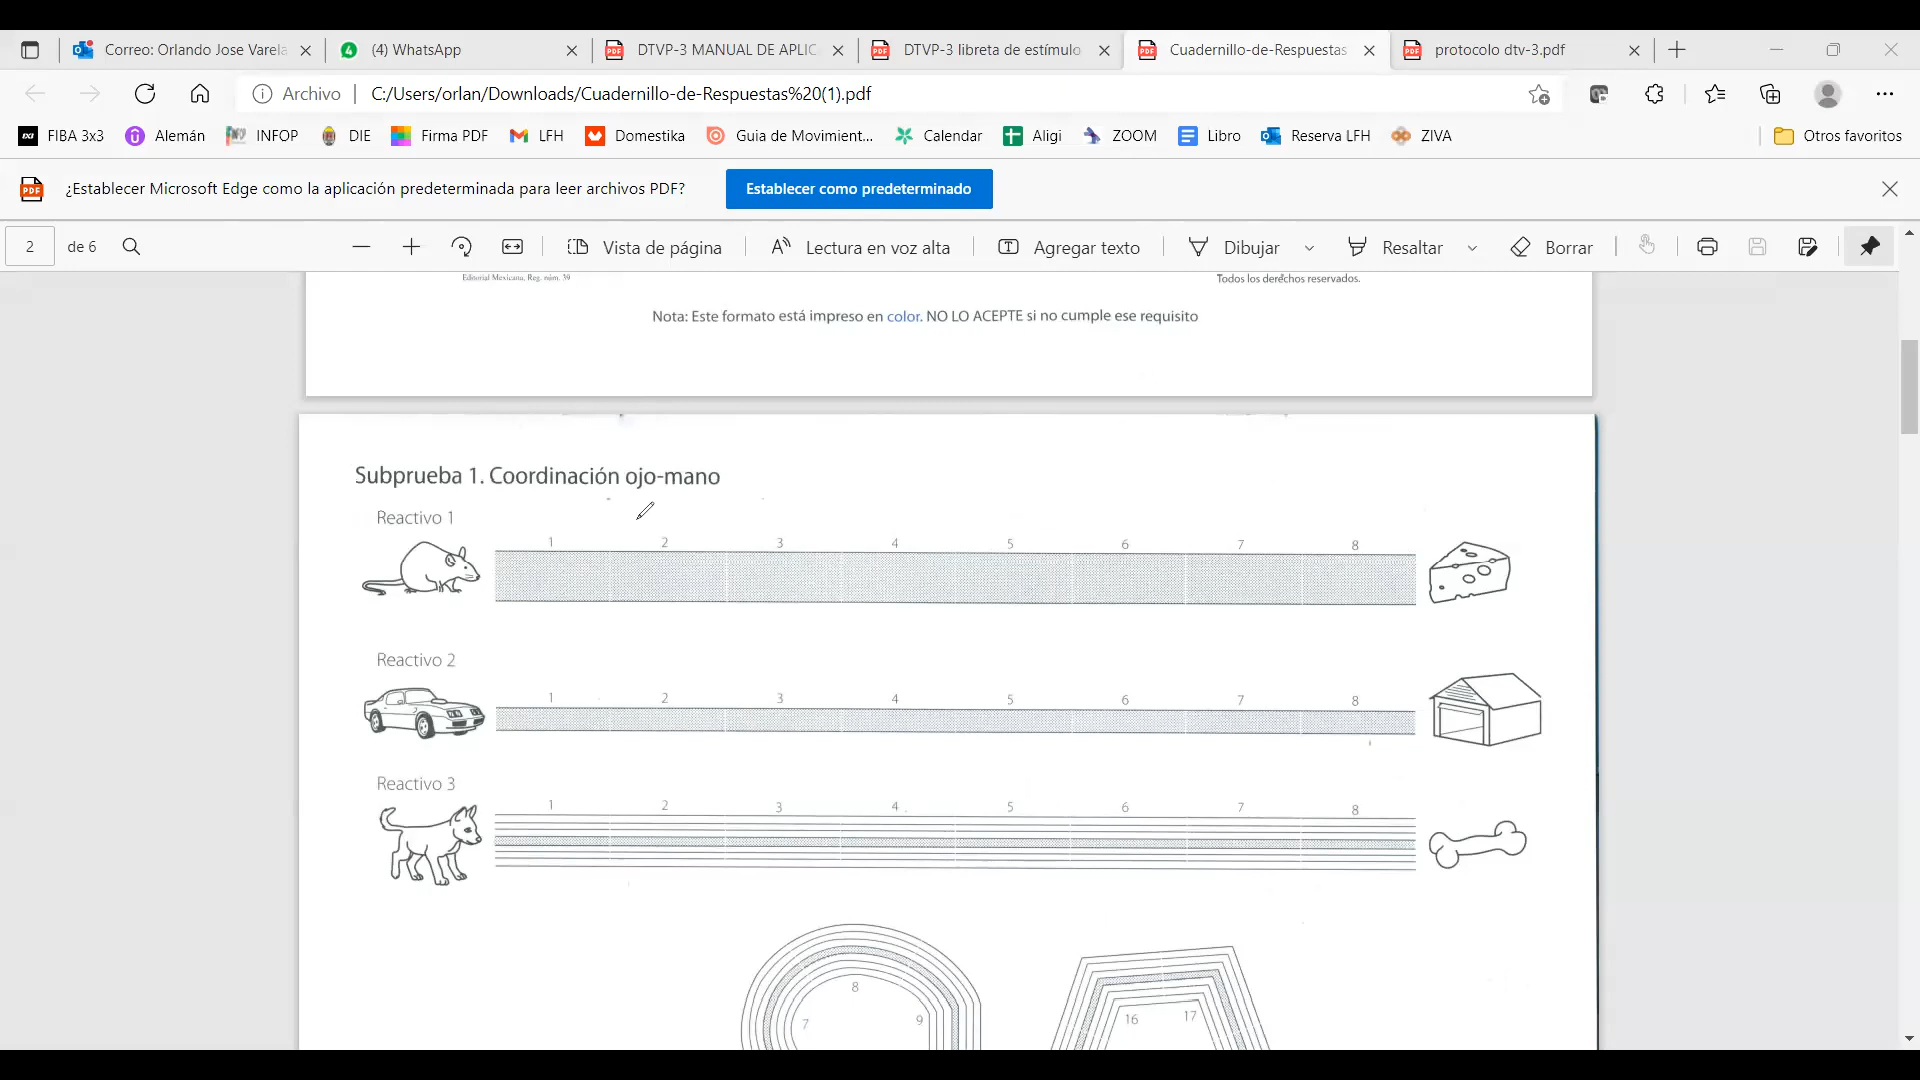 Correo: Orlando Jose Varela
(4) WhatsApp
DTVP-3 MANUAL DE APLIC
DTVP-3 libreta de estímulo
Cuadernillo-de-Respuestas
protocolo dtv-3.pdf
Archivo
C:/Users/orlan/Downloads/Cuadernillo-de-Respuestas%20(1).pdf
FIBA 3x3
Alemán
INFOP
DIE
Firma PDF
LFH
Domestika
Guia de Movimient...
Calendar
Aligi
ZOOM
Libro
Reserva LFH
ZIVA
Otros favoritos
¿Establecer Microsoft Edge como la aplicación predeterminada para leer archivos PDF?
Establecer como predeterminado
2 de 6
Vista de página
Lectura en voz alta
Agregar texto
Dibujar
Resaltar
Borrar
Editorial Mexicana, Reg. núm. 39
Todos los derechos reservados.
Nota: Este formato está impreso en color. NO LO ACEPTE si no cumple ese requisito
Subprueba 1. Coordinación ojo-mano
Reactivo 1
1 2 3 4 5 6 7 8
Reactivo 2
1 2 3 4 5 6 7 8
Reactivo 3
1 2 3 4 5 6 7 8
8
7 9
16 17